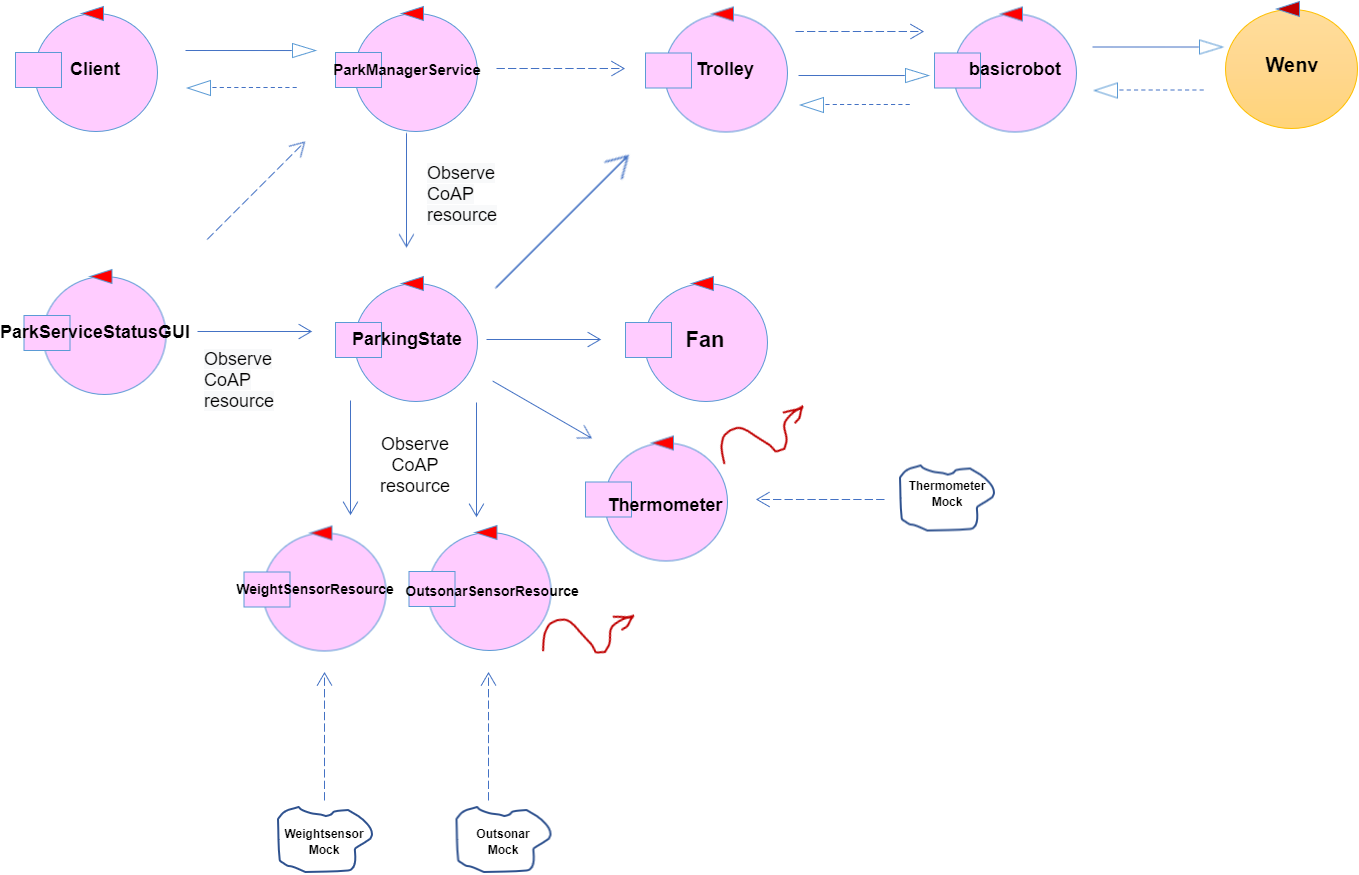 Client
ParkManagerService
Trolley
basicrobot
Wenv
Observe
CoAP
resource
ParkServiceStatusGUI
Observe
CoAP
resource
ParkingState
Fan
Observe
CoAP
resource
Thermometer
Thermometer
Mock
WeightSensorResource
OutsonarSensorResource
Weightsensor
Mock
Outsonar
Mock